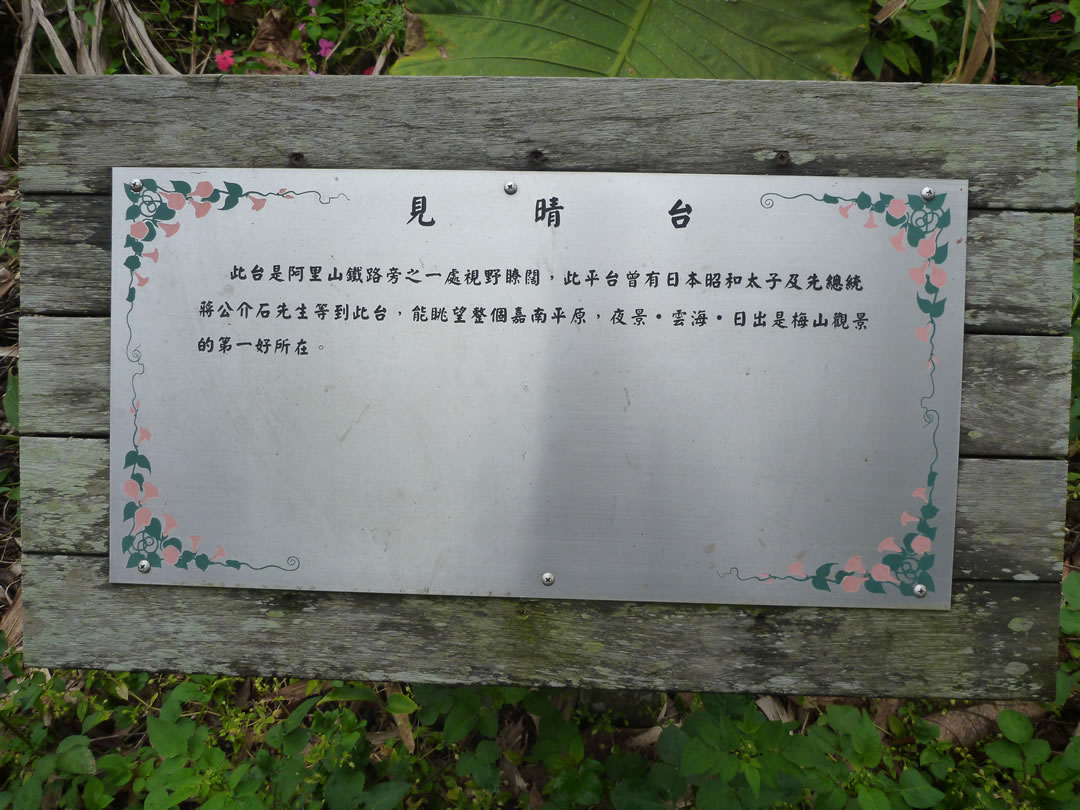 見晴台
此台是阿里山鐵路旁之一處視野瞭闊，此平台曾有日本昭和太子及先總統
蔣公介石先生等到此台，能眺望整個嘉南平原，夜景•雲海•日出是梅山觀景
的第一好所在。